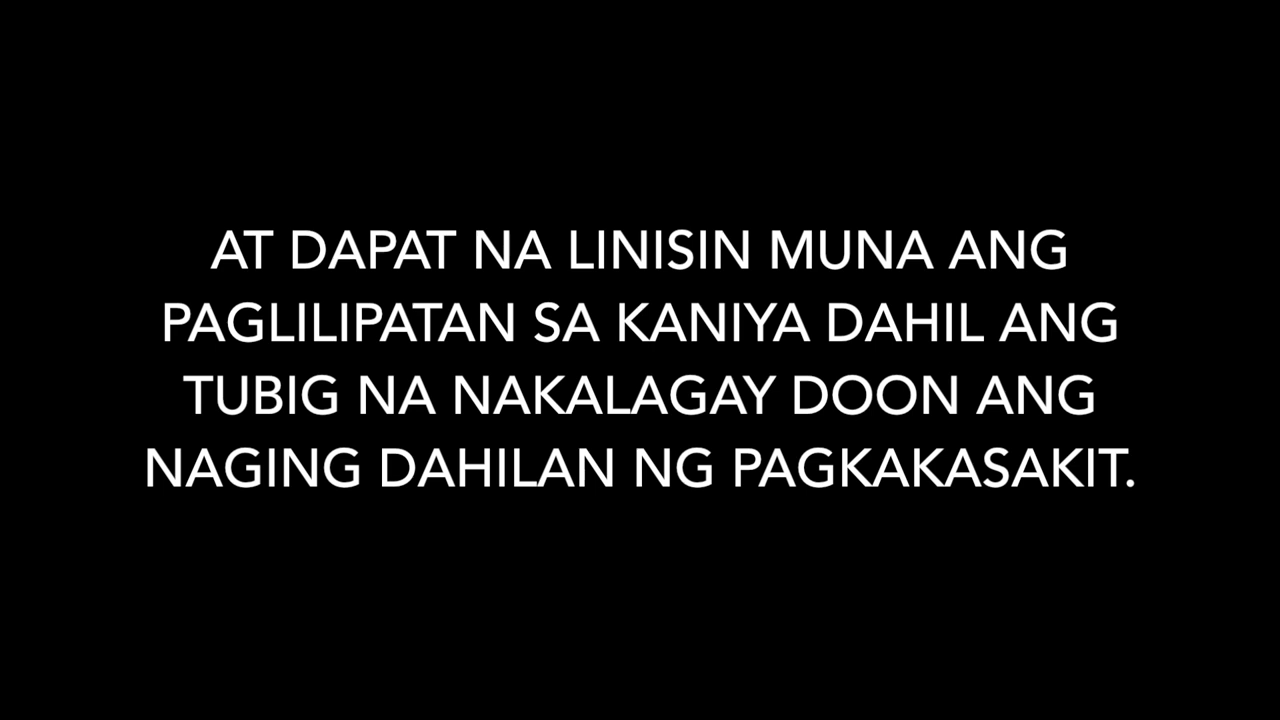 AT DAPAT NA LINISIN MUNA ANG
PAGLILIPATAN SA KANIYA DAHIL ANG
TUBIG NA NAKALAGAY DOON ANG
NAGING DAHILAN NG PAGKAKASAKIT.